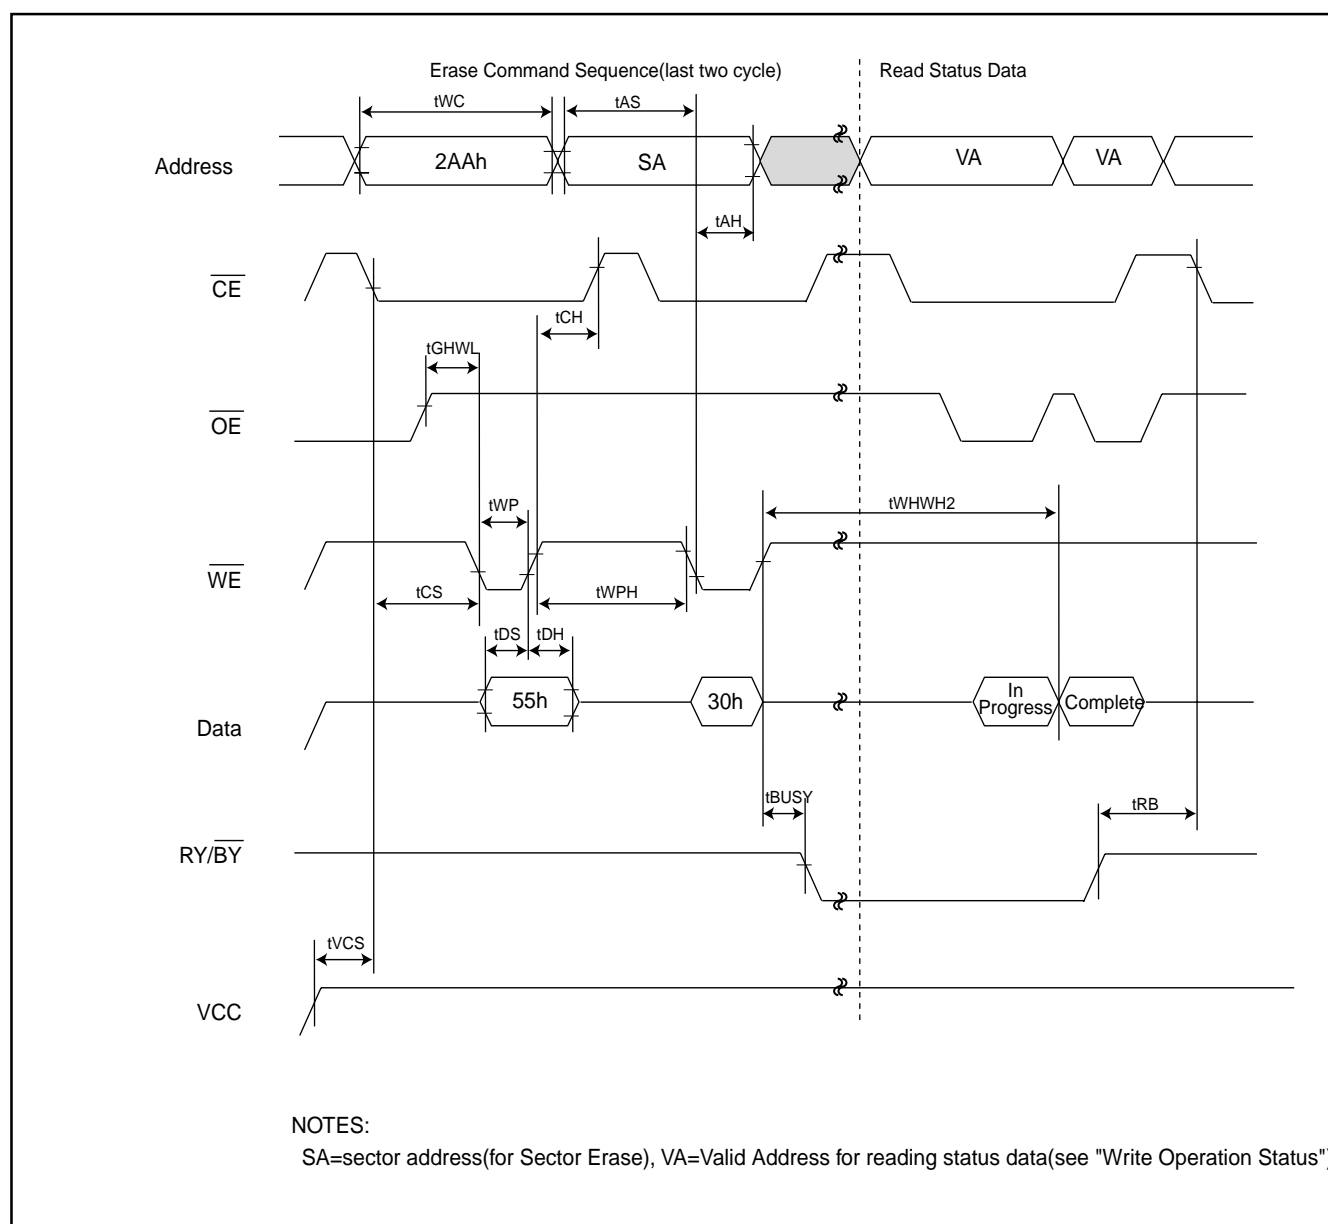 Erase Command Sequence(last two cycle)
Read Status Data
tWC
tAS
Address
2AAh
SA
VA
VA
tAH
CE
tCH
tGHWL
OE
tWP
tWHWH2
WE
tCS
tWPH
tDS
tDH
Data
55h
30h
In
Progress
Complete
tBUSY
tRB
RY/BY
tVCS
VCC
NOTES:
SA=sector address(for Sector Erase), VA=Valid Address for reading status data(see "Write Operation Status")